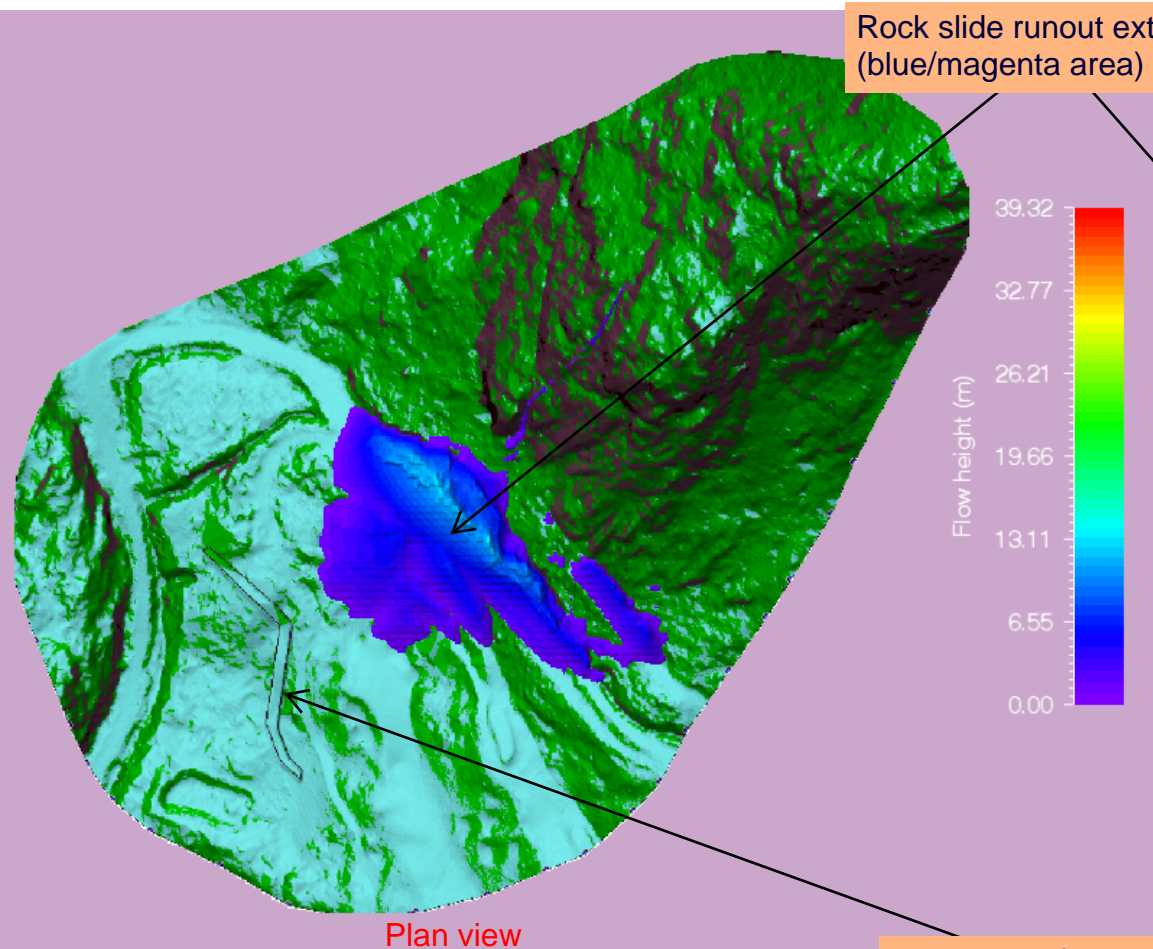 Rock slide runout ext
(blue/magenta area)
39.32
32.77
26.21
19.66
13.11
6.55
0.00
Flow height (m)
Plan view